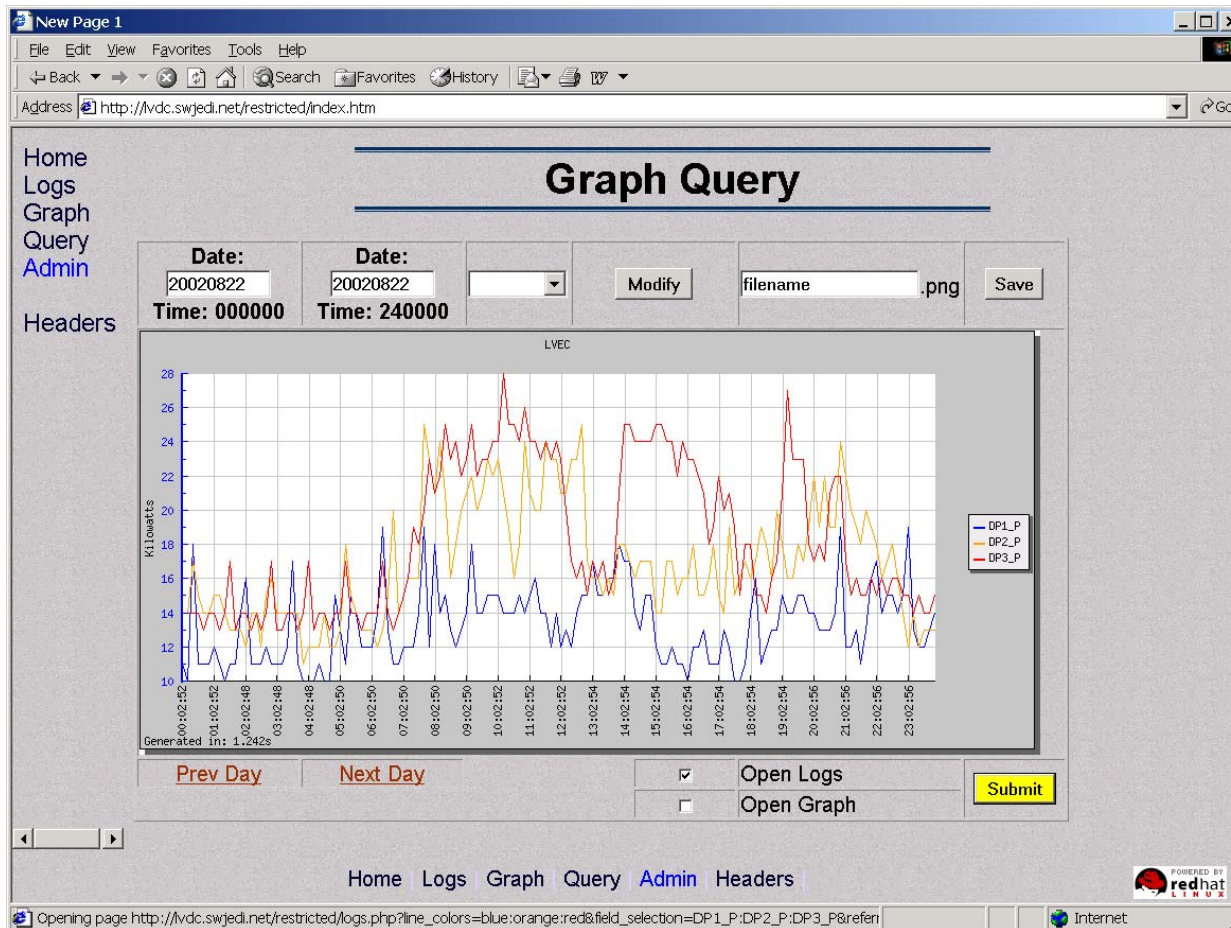 New Page 1
File Edit View Favorites Tools Help
Back Search Favorites History
Address http://lvdc.swjedi.net/restricted/index.htm Go
Home
Logs
Graph
Query
Admin
Headers
Graph Query
Date: Date:
20020822 20020822 Modify filename .png Save
Time: 000000 Time: 240000
LVEC
28
26
24
22
20
18
16
14
12
10
Kilowatts
00:02:52 01:02:52 02:02:48 03:02:48 04:02:48 05:02:50 06:02:50 07:02:50 08:02:50 09:02:52 10:02:52 11:02:52 12:02:52 13:02:54 14:02:54 15:02:54 16:02:54 17:02:54 18:02:54 19:02:54 20:02:56 21:02:56 22:02:56 23:02:56
DP1_P
DP2_P
DP3_P
Generated in: 1.242s
Prev Day Next Day Open Logs
Open Graph
Submit
Home Logs Graph Query Admin Headers
POWERED BY
redhat
LINUX
Opening page http://lvdc.swjedi.net/restricted/logs.php?line_colors=blue:orange:red&field_selection=DP1_P:DP2_P:DP3_P&referr Internet